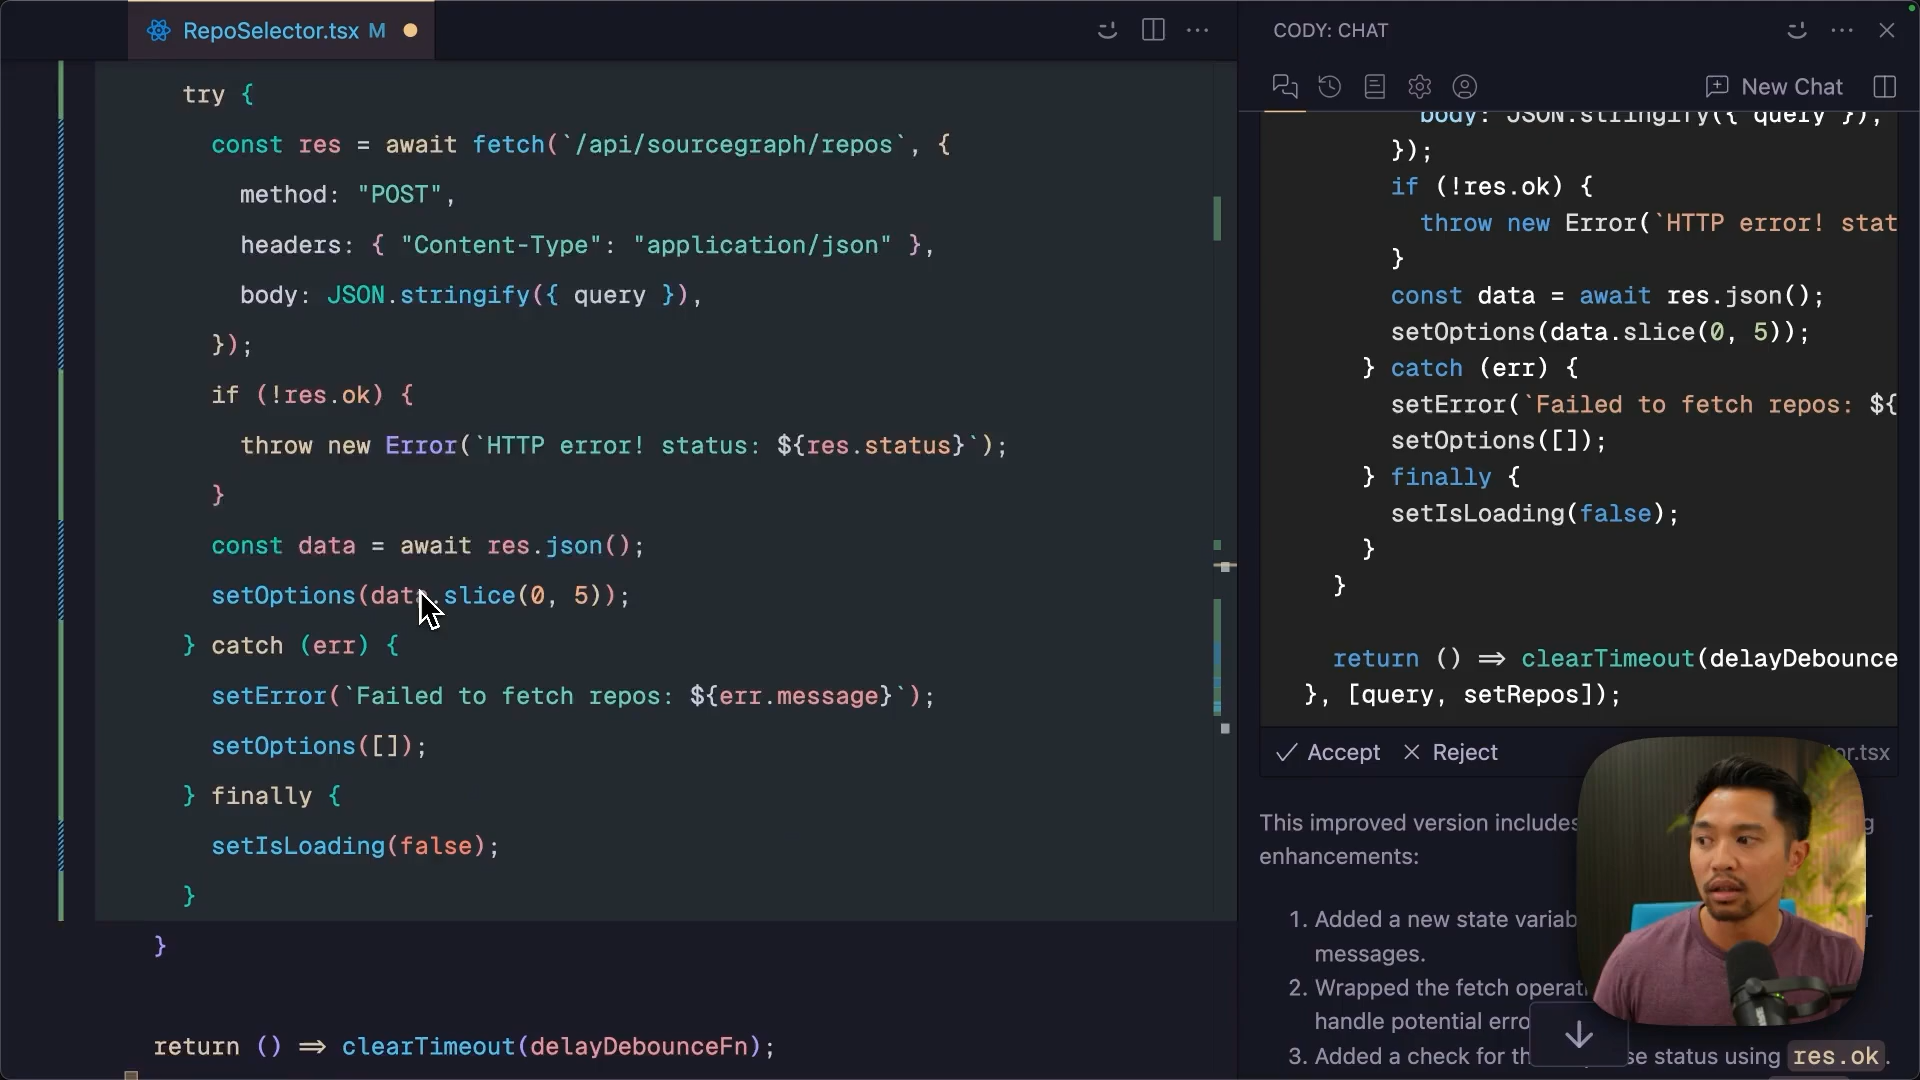 RepoSelector.tsx M
try {
const res = await fetch(`/api/sourcegraph/repos`, {
method: "POST",
headers: { "Content-Type": "application/json" },
body: JSON.stringify({ query }),
});
if (!res.ok) {
throw new Error(`HTTP error! status: ${res.status}`);
}
const data = await res.json();
setOptions(data.slice(0, 5));
} catch (err) {
setError(`Failed to fetch repos: ${err.message}`);
setOptions([]);
} finally {
setIsLoading(false);
}
}
return () => clearTimeout(delayDebounceFn);
CODY: CHAT
New Chat
body: JSON.stringify({ query }),
});
if (!res.ok) {
throw new Error(`HTTP error! stat
}
const data = await res.json();
setOptions(data.slice(0, 5));
} catch (err) {
setError(`Failed to fetch repos: ${
setOptions([]);
} finally {
setIsLoading(false);
}
}
return () => clearTimeout(delayDebounce
}, [query, setRepos]);
Accept Reject
This improved version includes
enhancements:
1. Added a new state
messages.
2. Wrapped the fetch
handle potential
3. Added a check for status using res.ok.